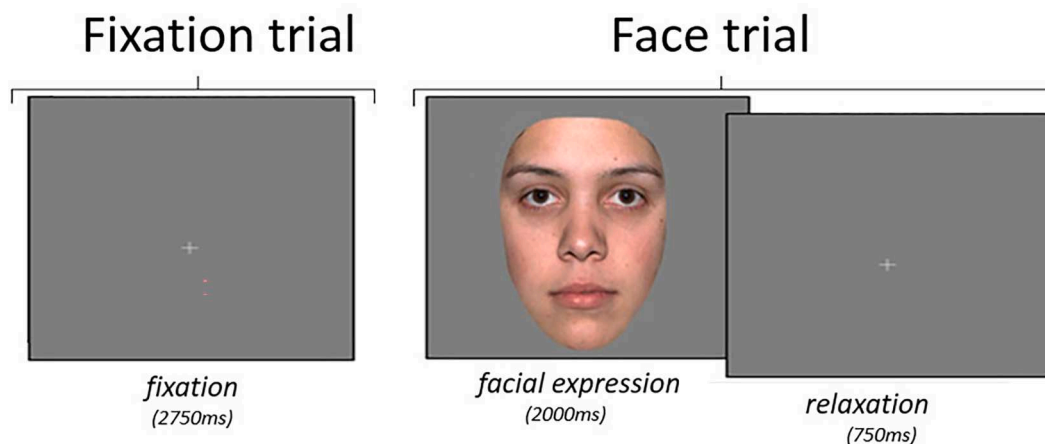 Fixation trial
Face trial
fixation
(2750ms)
facial expression
(2000ms)
relaxation
(750ms)